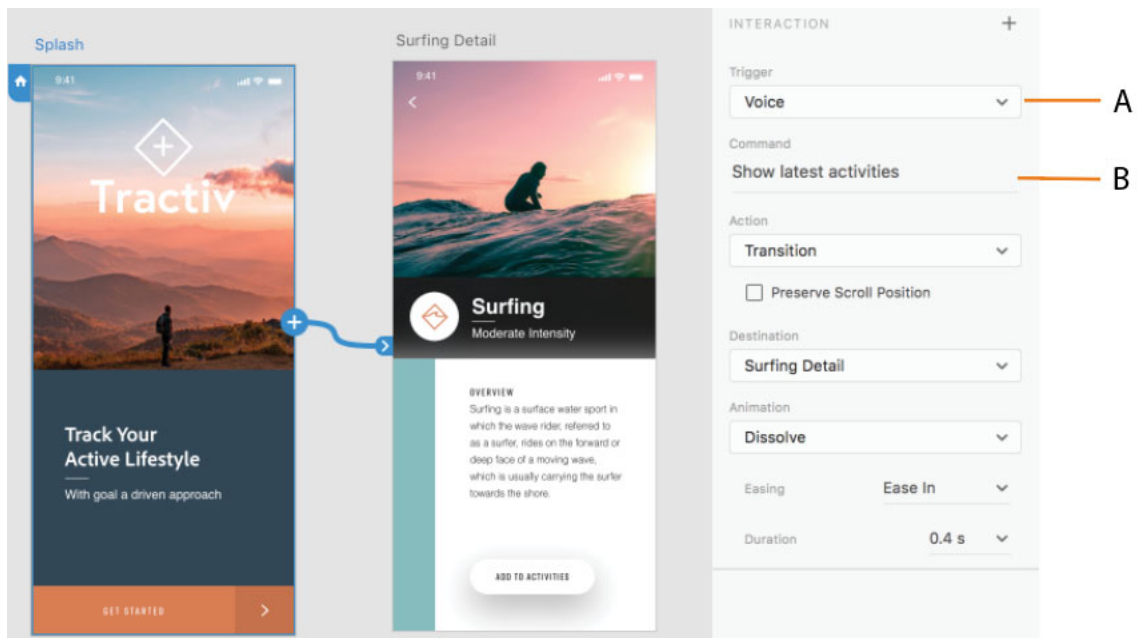 Splash
9:41
Tractiv
Track Your
Active Lifestyle
With goal a driven approach
GET STARTED
Surfing Detail
9:41
Surfing
Moderate Intensity
OVERVIEW
Surfing is a surface water sport in
which the wave rider, referred to
as a surfer, rides on the forward or
deep face of a moving wave,
which is usually carrying the surfer
towards the shore.
ADD TO ACTIVITIES
INTERACTION
Trigger
Voice
A
Command
Show latest activities
B
Action
Transition
Preserve Scroll Position
Destination
Surfing Detail
Animation
Dissolve
Easing Ease In
Duration 0.4 s